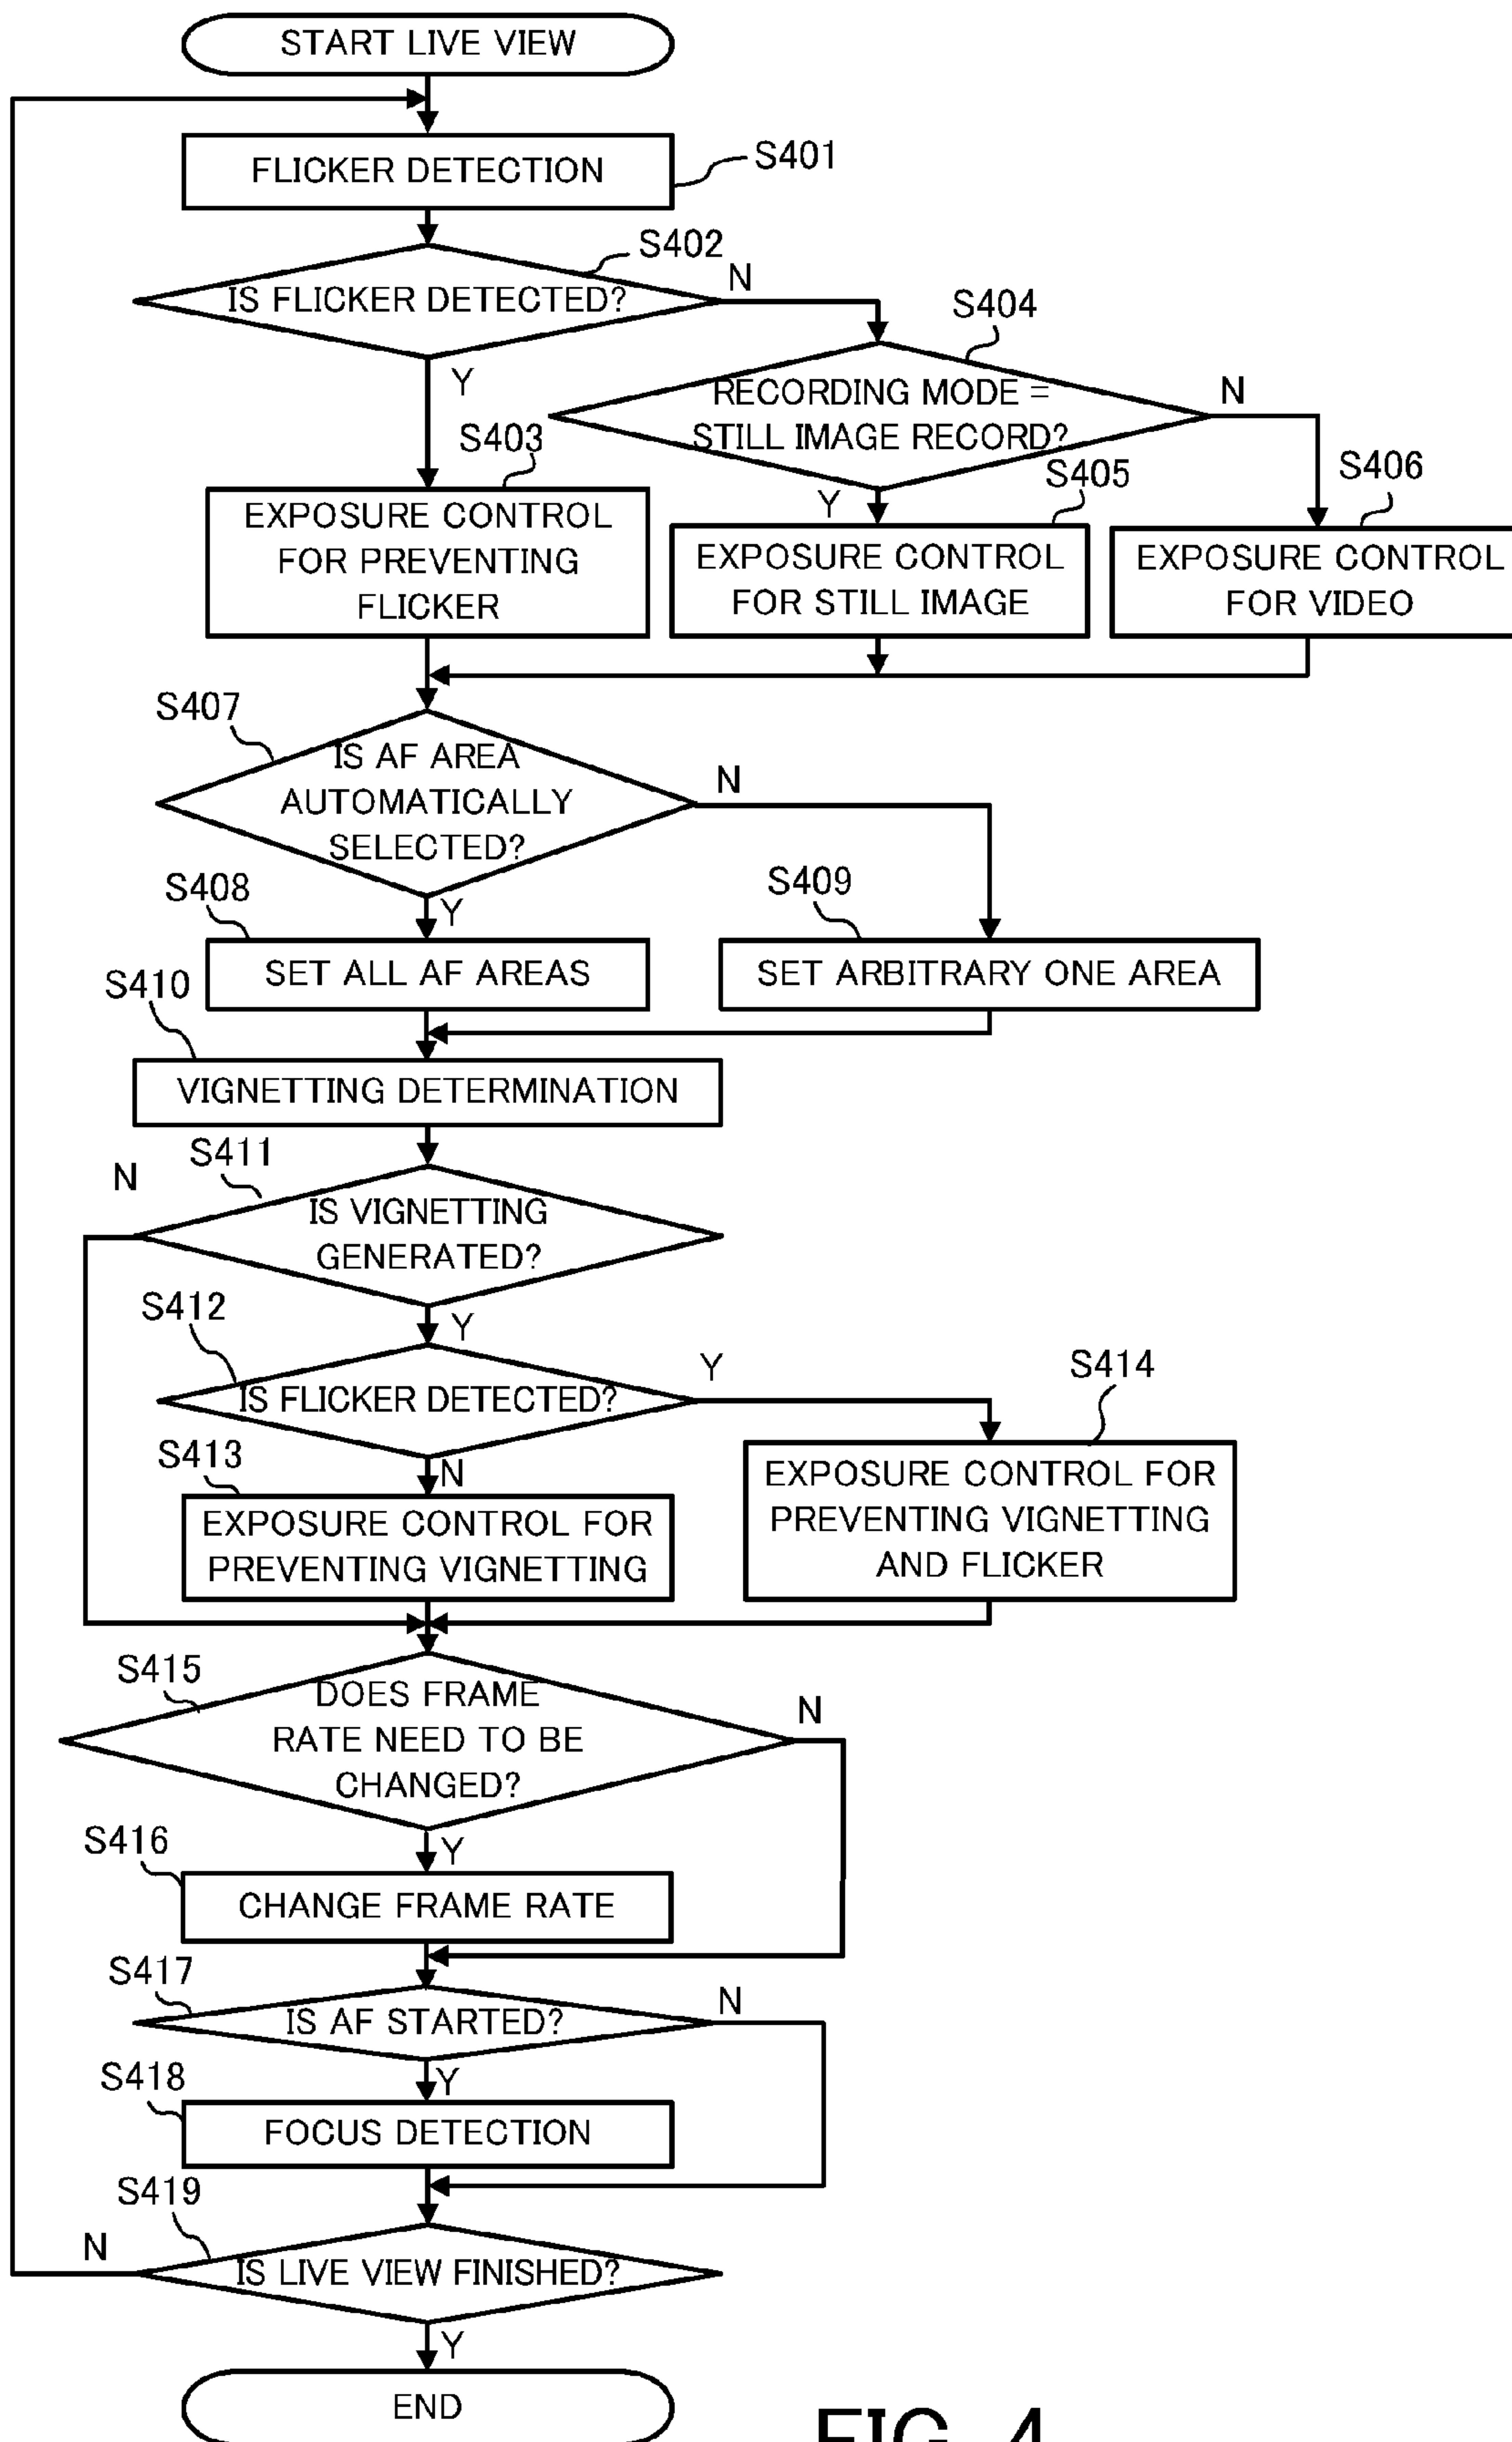 START LIVE VIEW
FLICKER DETECTION
S401
S402
IS FLICKER DETECTED?
N
Y
S404
RECORDING MODE =
STILL IMAGE RECORD?
N
Y
S403
EXPOSURE CONTROL
FOR PREVENTING
FLICKER
S405
EXPOSURE CONTROL
FOR STILL IMAGE
S406
EXPOSURE CONTROL
FOR VIDEO
S407
IS AF AREA
AUTOMATICALLY
SELECTED?
N
Y
S408
SET ALL AF AREAS
S409
SET ARBITRARY ONE AREA
S410
VIGNETTING DETERMINATION
S411
N
IS VIGNETTING
GENERATED?
Y
S412
IS FLICKER DETECTED?
Y
N
S413
EXPOSURE CONTROL FOR
PREVENTING VIGNETTING
S414
EXPOSURE CONTROL FOR
PREVENTING VIGNETTING
AND FLICKER
S415
DOES FRAME
RATE NEED TO BE
CHANGED?
N
Y
S416
CHANGE FRAME RATE
S417
IS AF STARTED?
N
Y
S418
FOCUS DETECTION
S419
N
IS LIVE VIEW FINISHED?
Y
END
FIG. 4